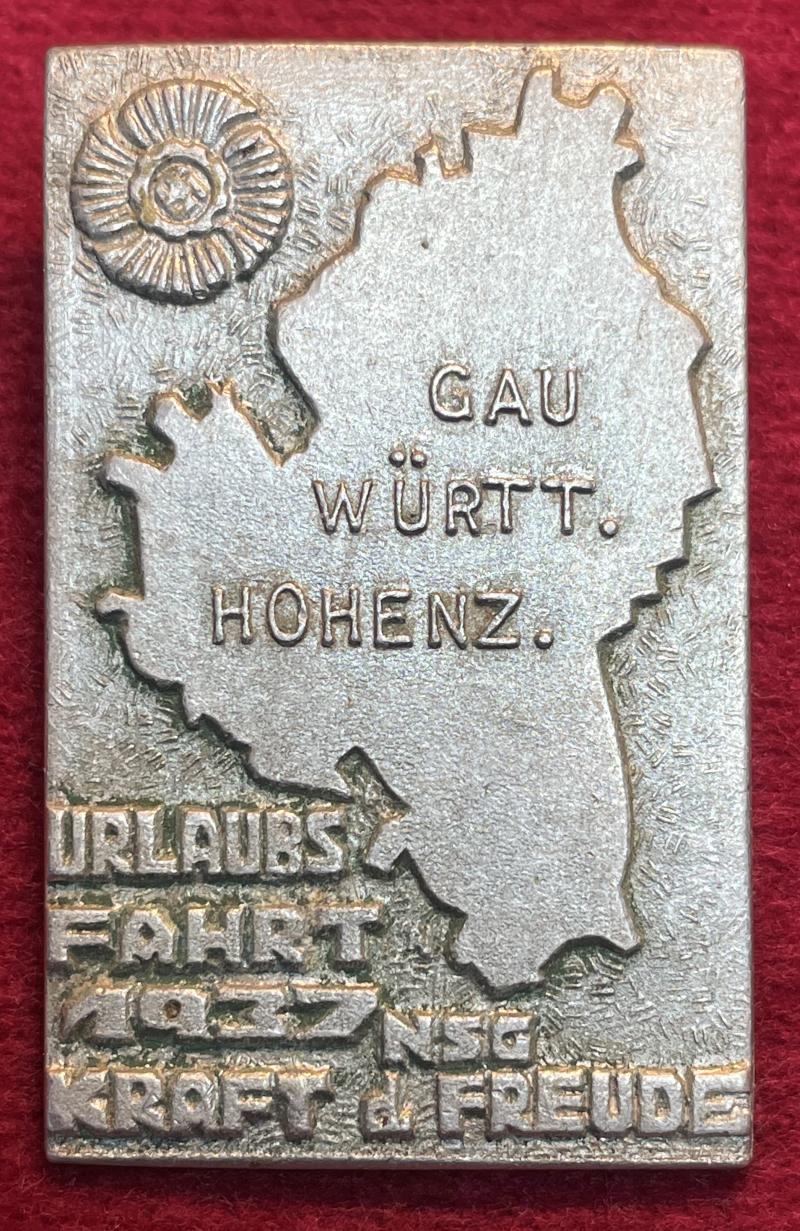 GAU
WÜRTT.
HOHENZ.
URLAUBS
FAHRT
1937
NSG
KRAFT d. FREUDE